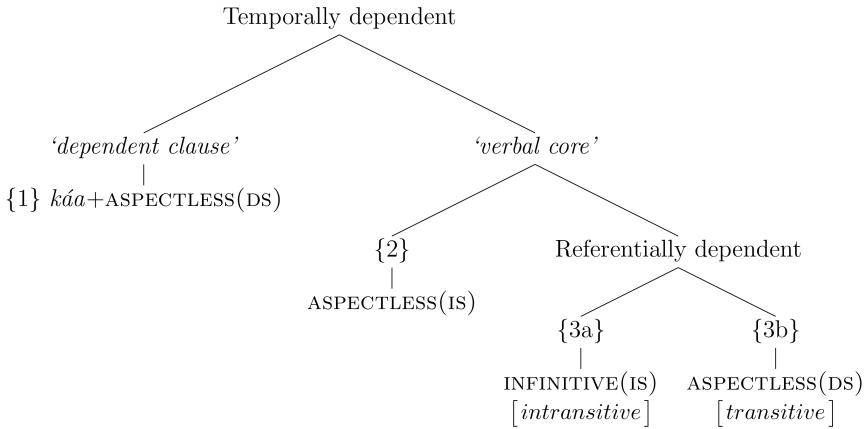 Temporally dependent
‘dependent clause’
‘verbal core’
{1} káa+ASPECTLESS(DS)
{2}
Referentially dependent
ASPECTLESS(IS)
{3a}
{3b}
INFINITIVE(IS)
ASPECTLESS(DS)
[intransitive]
[transitive]